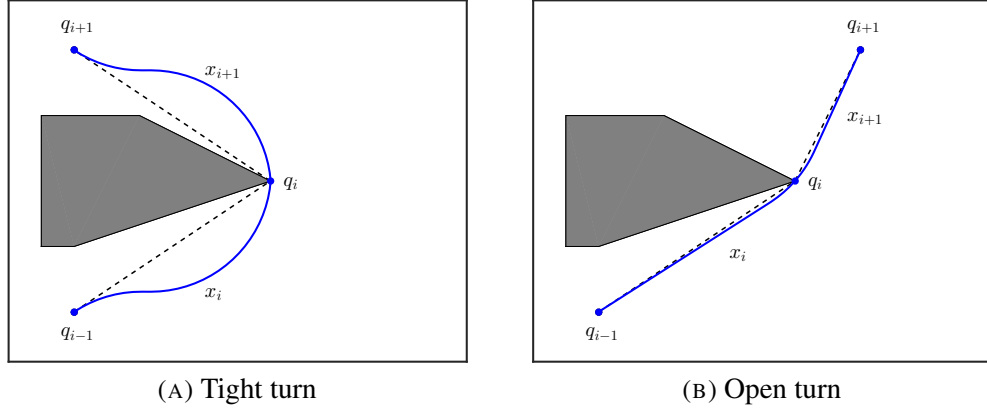 q_{i+1}
x_{i+1}
q_i
x_i
q_{i−1}
(A) Tight turn
q_{i+1}
x_{i+1}
q_i
x_i
q_{i−1}
(B) Open turn